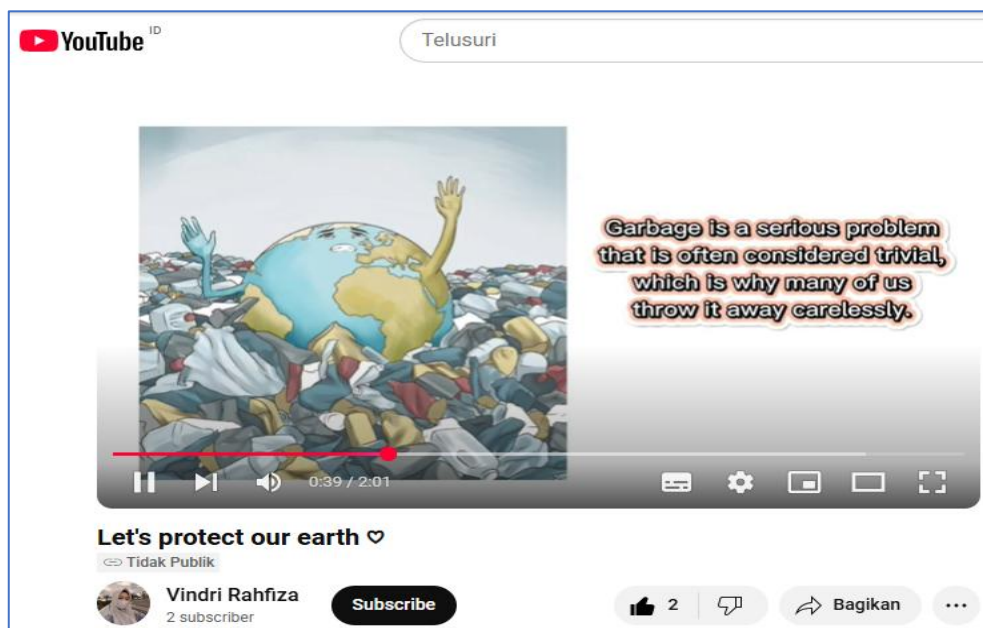 YouTube ID
Telusuri
Garbage is a serious problem
that is often considered trivial,
which is why many of us
throw it away carelessly.
0:39 / 2:01
Let's protect our earth ♡
Tidak Publik
Vindri Rahfiza
2 subscriber
Subscribe
2
Bagikan